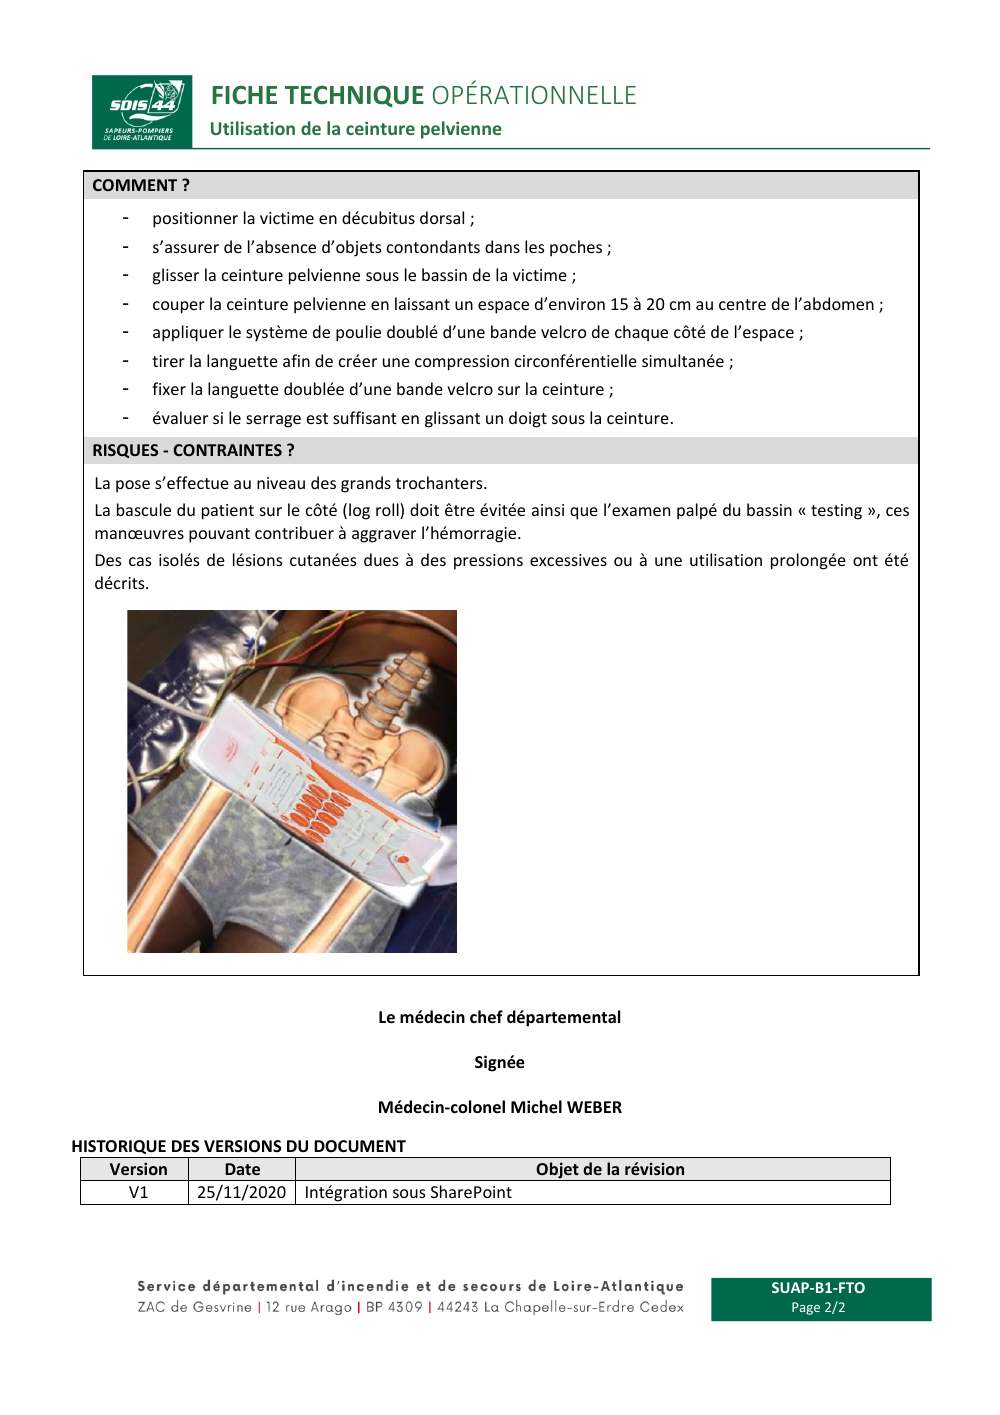 SDIS 44
SAPEURS-POMPIERS
DE LOIRE-ATLANTIQUE
FICHE TECHNIQUE OPÉRATIONNELLE
Utilisation de la ceinture pelvienne
COMMENT ?
- positionner la victime en décubitus dorsal ;
- s’assurer de l’absence d’objets contondants dans les poches ;
- glisser la ceinture pelvienne sous le bassin de la victime ;
- couper la ceinture pelvienne en laissant un espace d’environ 15 à 20 cm au centre de l’abdomen ;
- appliquer le système de poulie doublé d’une bande velcro de chaque côté de l’espace ;
- tirer la languette afin de créer une compression circonférentielle simultanée ;
- fixer la languette doublée d’une bande velcro sur la ceinture ;
- évaluer si le serrage est suffisant en glissant un doigt sous la ceinture.
RISQUES - CONTRAINTES ?
La pose s’effectue au niveau des grands trochanters.
La bascule du patient sur le côté (log roll) doit être évitée ainsi que l’examen palpé du bassin « testing », ces
manœuvres pouvant contribuer à aggraver l’hémorragie.
Des cas isolés de lésions cutanées dues à des pressions excessives ou à une utilisation prolongée ont été
décrits.
Le médecin chef départemental
Signée
Médecin-colonel Michel WEBER
HISTORIQUE DES VERSIONS DU DOCUMENT
Version Date Objet de la révision
V1 25/11/2020 Intégration sous SharePoint
Service départemental d’incendie et de secours de Loire-Atlantique
ZAC de Gesvrine | 12 rue Arago | BP 4309 | 44243 La Chapelle-sur-Erdre Cedex
SUAP-B1-FTO
Page 2/2